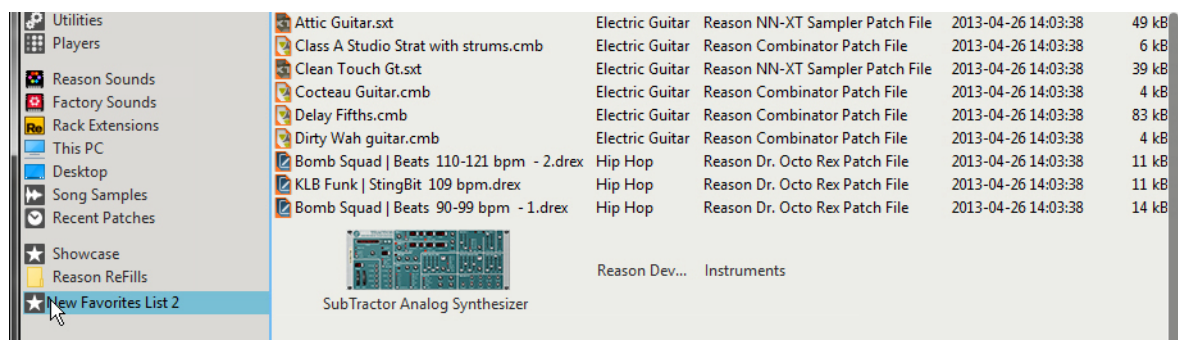 Utilities
Players
Reason Sounds
Factory Sounds
Re Rack Extensions
This PC
Desktop
Song Samples
Recent Patches
Showcase
Reason ReFills
New Favorites List 2
Attic Guitar.sxt Electric Guitar Reason NN-XT Sampler Patch File 2013-04-26 14:03:38 49 kB
Class A Studio Strat with strums.cmb Electric Guitar Reason Combinator Patch File 2013-04-26 14:03:38 6 kB
Clean Touch Gt.sxt Electric Guitar Reason NN-XT Sampler Patch File 2013-04-26 14:03:38 39 kB
Cocteau Guitar.cmb Electric Guitar Reason Combinator Patch File 2013-04-26 14:03:38 4 kB
Delay Fifths.cmb Electric Guitar Reason Combinator Patch File 2013-04-26 14:03:38 83 kB
Dirty Wah guitar.cmb Electric Guitar Reason Combinator Patch File 2013-04-26 14:03:38 4 kB
Bomb Squad | Beats 110-121 bpm - 2.drex Hip Hop Reason Dr. Octo Rex Patch File 2013-04-26 14:03:38 11 kB
KLB Funk | StingBit 109 bpm.drex Hip Hop Reason Dr. Octo Rex Patch File 2013-04-26 14:03:38 11 kB
Bomb Squad | Beats 90-99 bpm - 1.drex Hip Hop Reason Dr. Octo Rex Patch File 2013-04-26 14:03:38 14 kB
Reason Dev... Instruments
SubTractor Analog Synthesizer